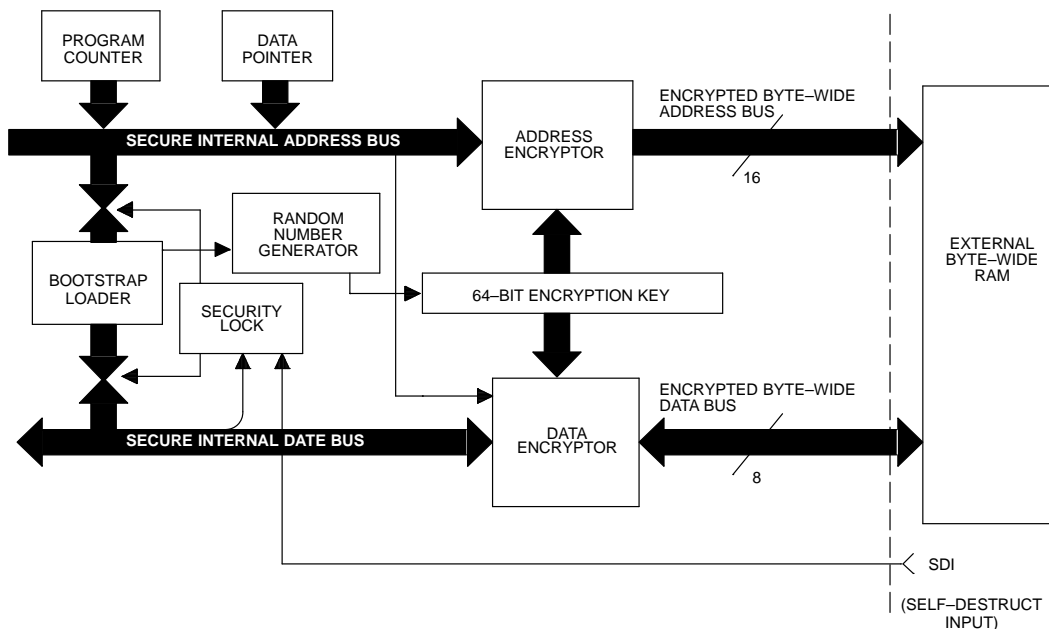 PROGRAM
COUNTER
DATA
POINTER
SECURE INTERNAL ADDRESS BUS
ADDRESS
ENCRYPTOR
ENCRYPTED BYTE–WIDE
ADDRESS BUS
16
EXTERNAL
BYTE–WIDE
RAM
RANDOM
NUMBER
GENERATOR
BOOTSTRAP
LOADER
SECURITY
LOCK
64–BIT ENCRYPTION KEY
SECURE INTERNAL DATE BUS
DATA
ENCRYPTOR
ENCRYPTED BYTE–WIDE
DATA BUS
8
SDI
(SELF–DESTRUCT
INPUT)